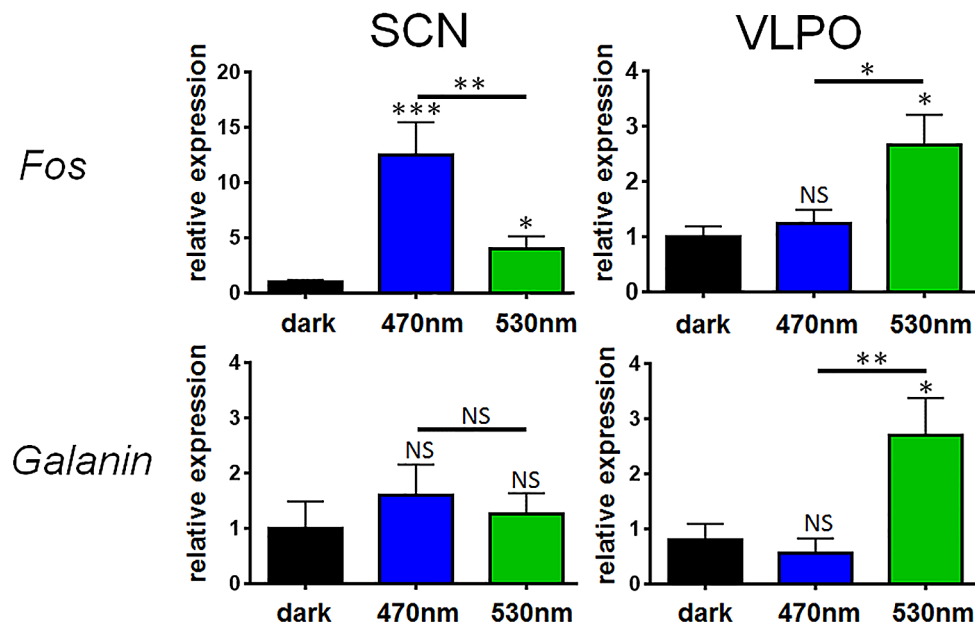 SCN
VLPO
Fos
relative expression
20
15
10
5
0
***
**
*
dark
470nm
530nm
relative expression
4
3
2
1
0
NS
*
*
dark
470nm
530nm
Galanin
relative expression
4
3
2
1
0
NS
NS
NS
dark
470nm
530nm
relative expression
4
3
2
1
0
NS
**
*
dark
470nm
530nm